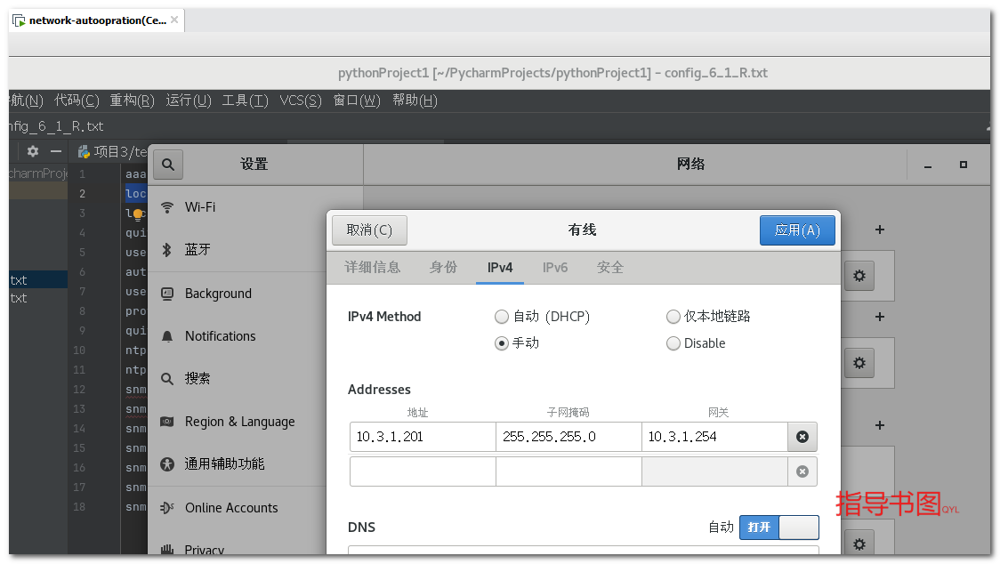 network-autoopration(Ce...
pythonProject1 [~/PycharmProjects/pythonProject1] – config_6_1_R.txt
航(N) 代码(C) 重构(R) 运行(U) 工具(T) VCS(S) 窗口(W) 帮助(H)
nfig_6_1_R.txt
项目3/te
charmProj
设置
网络
1 aaa
2 loc
3
4 qui
5 use
6 aut
7 use
8 pro
9 qui
10 ntp
11 ntp
12 snm
13 snm
14 snm
15 snm
16 snm
17 snm
18 snm
txt
txt
Wi-Fi
蓝牙
Background
Notifications
搜索
Region & Language
通用辅助功能
Online Accounts
Privacy
取消(C)
有线
应用(A)
详细信息 身份 IPv4 IPv6 安全
IPv4 Method
自动 (DHCP) 仅本地链路
手动 Disable
Addresses
地址 子网掩码 网关
10.3.1.201 255.255.255.0 10.3.1.254
DNS 自动 打开
指导书图QYL